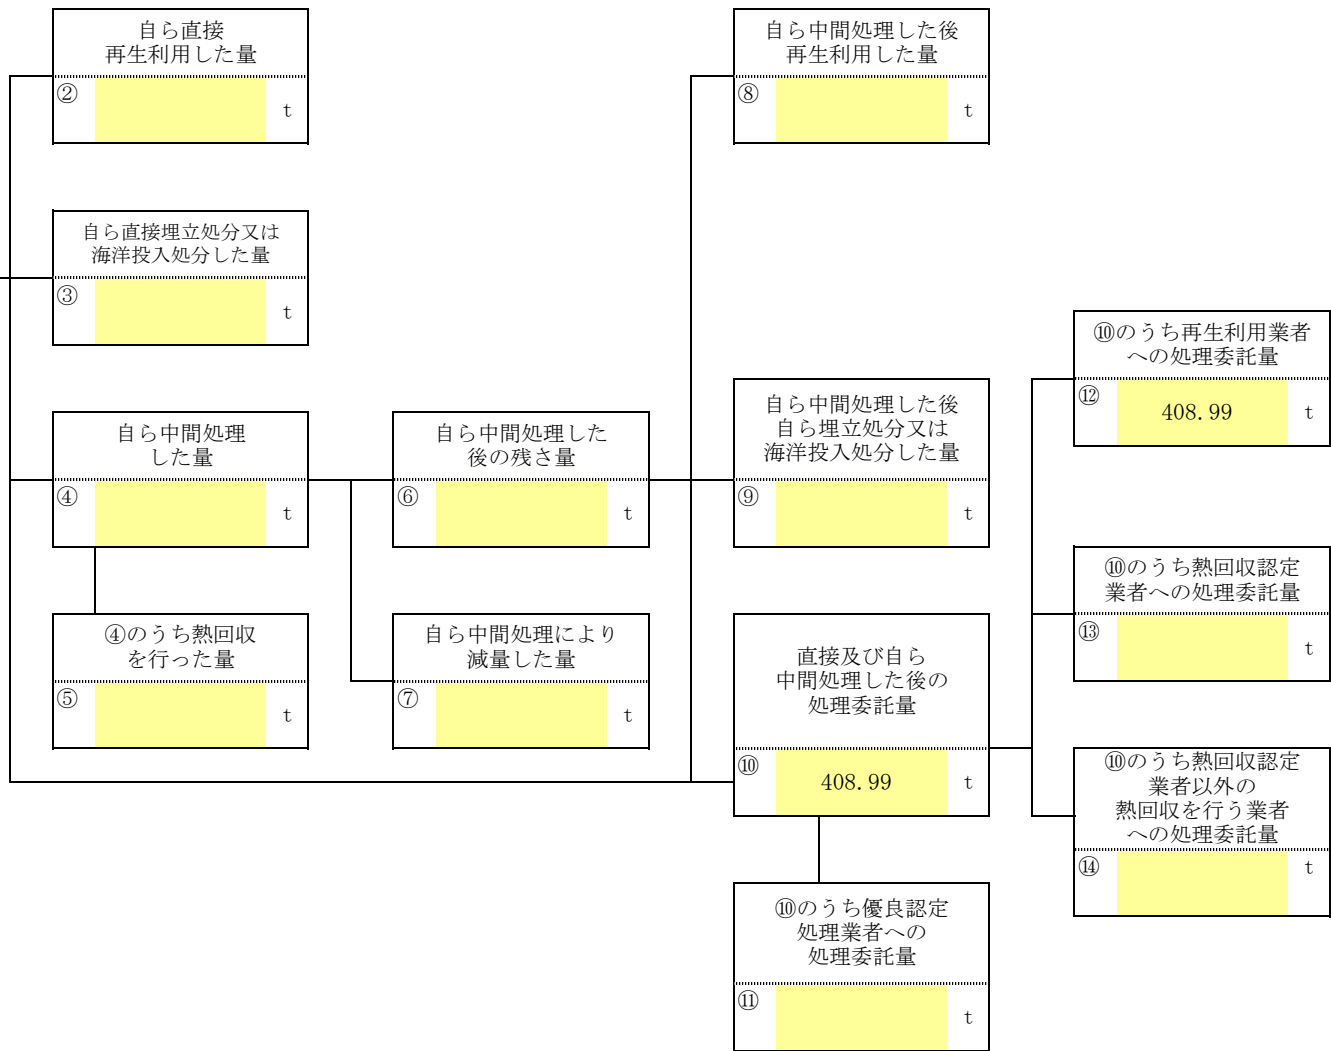 自ら直接
再生利用した量
②
t
自ら直接埋立処分又は
海洋投入処分した量
③
t
自ら中間処理
した量
④
t
④のうち熱回収
を行った量
⑤
t
自ら中間処理した
後の残さ量
⑥
t
自ら中間処理により
減量した量
⑦
t
自ら中間処理した後
再生利用した量
⑧
t
自ら中間処理した後
自ら埋立処分又は
海洋投入処分した量
⑨
t
直接及び自ら
中間処理した後の
処理委託量
⑩
408.99 t
⑩のうち優良認定
処理業者への
処理委託量
⑪
t
⑩のうち再生利用業者
への処理委託量
⑫
408.99 t
⑩のうち熱回収認定
業者への処理委託量
⑬
t
⑩のうち熱回収認定
業者以外の
熱回収を行う業者
への処理委託量
⑭
t